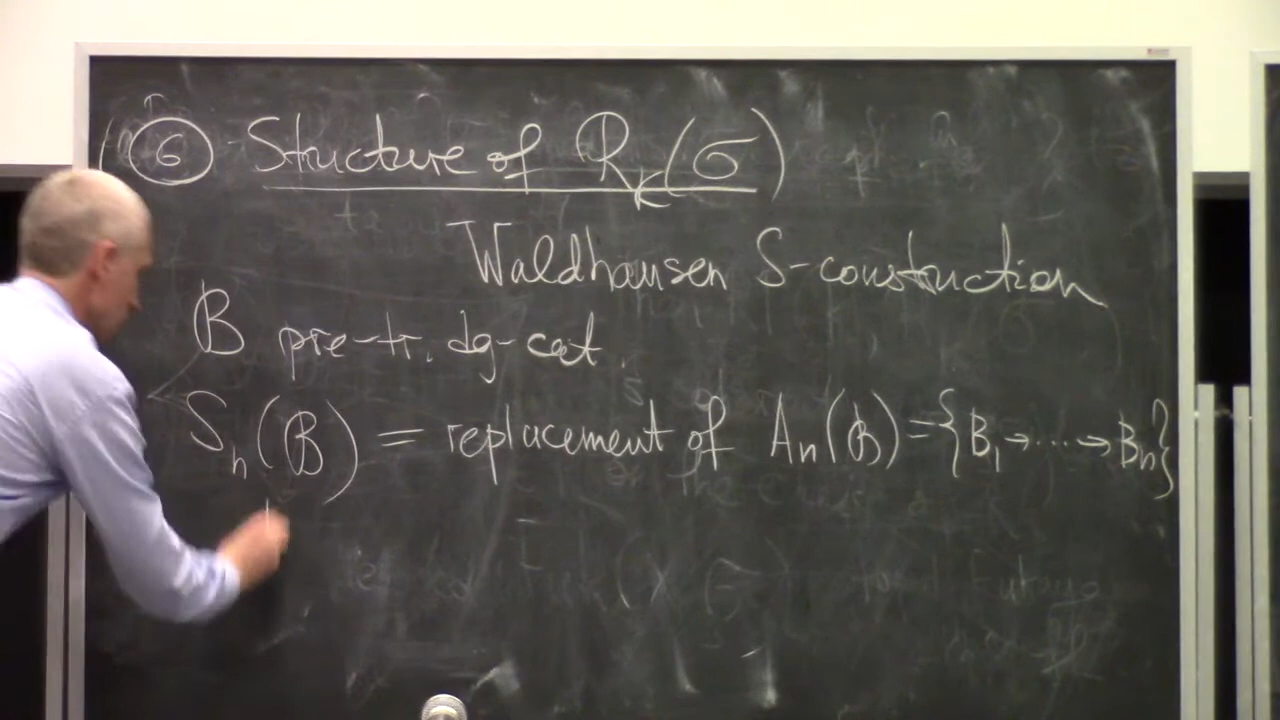 ⑥ Structure of R_K(σ)
Waldhausen S-construction
B pre-tr. dg-cat.
S_n(B) = replacement of A_n(B) = {B_1 → ⋯ → B_n}